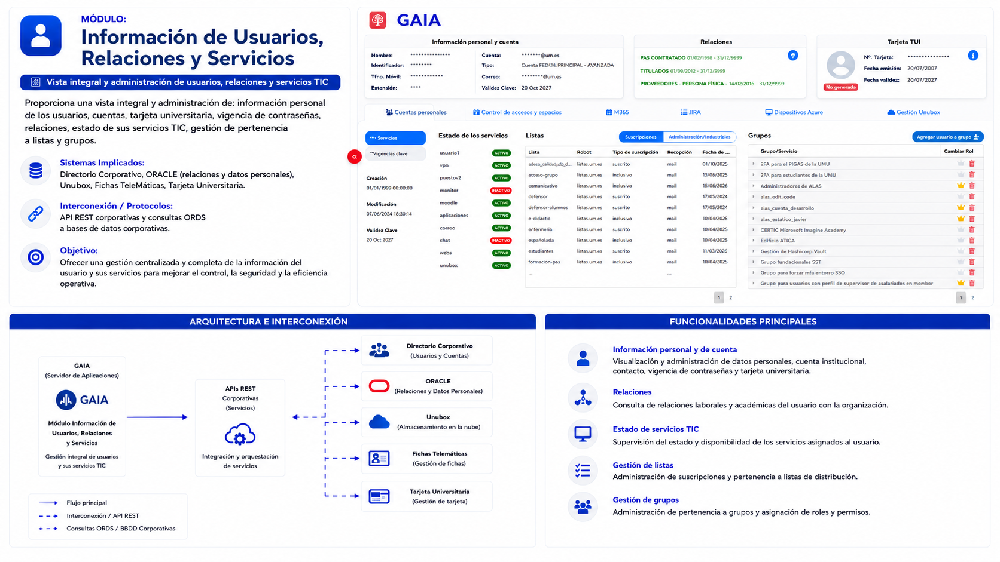 MÓDULO:
Información de Usuarios,
Relaciones y Servicios
Vista integral y administración de usuarios, relaciones y servicios TIC
Proporciona una vista integral y administración de: información personal
de los usuarios, cuentas, tarjeta universitaria, vigencia de contraseñas,
relaciones, estado de sus servicios TIC, gestión de pertenencia
a listas y grupos.
Sistemas Implicados:
Directorio Corporativo, ORACLE (relaciones y datos personales),
Unubox, Fichas TeleMáticas, Tarjeta Universitaria.
Interconexión / Protocolos:
API REST corporativas y consultas ORDS
a bases de datos corporativas.
Objetivo:
Ofrecer una gestión centralizada y completa de la información del
usuario y sus servicios para mejorar el control, la seguridad y la eficiencia
operativa.
GAIA
Información personal y cuenta
Nombre: ***************
Identificador: ********
Tfno. Móvil: ************
Extensión: ****
Cuenta: *******@um.es
Tipo: Cuenta FEDIM, PRINCIPAL - AVANZADA
Correo: ********@um.es
Validez Clave: 20 Oct 2027
Relaciones
PAS CONTRATADO 01/02/1998 - 31/12/9999
TITULADOS 01/09/2012 - 31/12/9999
PROVEEDORES - PERSONA FÍSICA - 14/02/2016 31/12/9999
Tarjeta TUI
No generada
Nº. Tarjeta: ***************
Fecha emisión: 20/07/2007
Fecha validez: 20/07/2027
Cuentas personales
Control de accesos y espacios
M365
JIRA
Dispositivos Azure
Gestión Unubox
Servicios
Vigencias clave
Creación
01/01/1999 00:00:00
Modificación
07/06/2024 18:30:14
Validez Clave
20 Oct 2027
«
Estado de los servicios
usuario1 ACTIVO
vpn ACTIVO
puestov2 ACTIVO
monitor INACTIVO
moodle ACTIVO
aplicaciones ACTIVO
correo ACTIVO
chat INACTIVO
webs ACTIVO
unubox ACTIVO
Listas
Suscripciones Administración/Industriales
Lista Robot Tipo de suscripción Recopción Fecha de ...
listas.um.es suscrito mail 01/10/2025
acceso-grupo listas.um.es inclusivo mail 13/06/2025
comunicativo listas.um.es inclusivo mail 15/06/2026
defensor listas.um.es suscrito mail 17/05/2024
defensor-alumnos listas.um.es suscrito mail 17/05/2024
e-didactic listas.um.es inclusivo mail 10/04/2025
enfermeria listas.um.es suscrito mail 10/04/2025
españolada listas.um.es inclusivo mail 10/04/2025
estudiantes listas.um.es suscrito mail 11/03/2026
formacion-pas listas.um.es inclusivo mail 10/04/2025
... ...
1 2
Grupos
Agregar usuario a grupo
Grupo/Servicio Cambiar Rol
2FA para el PIGAS de la UMU
2FA para estudiantes de la UMU
Administradores de ALAS
alas_edit_code
alas_cuenta_desarrollo
alas_estatico_javier
CERTIC Microsoft Imagine Academy
Edificio ATICA
Gestión de Hashicorp Vault
Grupo fundacionales SST
Grupo para forzar mfa entorro SSO
Grupo para usuarios con perfil de supervisor de asalariados en mombor
1 2
ARQUITECTURA E INTERCONEXIÓN
GAIA
(Servidor de Aplicaciones)
GAIA
Módulo Información de
Usuarios, Relaciones
y Servicios
Gestión integral de usuarios
y sus servicios TIC
APIs REST
Corporativas
(Servicios)
Integración y orquestación
de servicios
Directorio Corporativo
(Usuarios y Cuentas)
ORACLE
(Relaciones y Datos Personales)
Unubox
(Almacenamiento en la nube)
Fichas Telemáticas
(Gestión de fichas)
Tarjeta Universitaria
(Gestión de tarjeta)
Flujo principal
Interconexión / API REST
Consultas ORDS / BBDD Corporativas
FUNCIONALIDADES PRINCIPALES
Información personal y de cuenta
Visualización y administración de datos personales, cuenta institucional,
contacto, vigencia de contraseñas y tarjeta universitaria.
Relaciones
Consulta de relaciones laborales y académicas del usuario con la organización.
Estado de servicios TIC
Supervisión del estado y disponibilidad de los servicios asignados al usuario.
Gestión de listas
Administración de suscripciones y pertenencia a listas de distribución.
Gestión de grupos
Administración de pertenencia a grupos y asignación de roles y permisos.